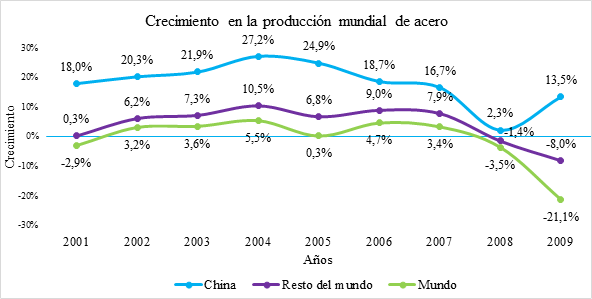 Crecimiento en la producción mundial de acero
30%
20%
10%
0%
-10%
-20%
-30%
Crecimiento
18,0% 20,3% 21,9% 27,2% 24,9% 18,7% 16,7% 2,3% 13,5%
0,3% 6,2% 7,3% 10,5% 6,8% 9,0% 7,9% -1,4% -8,0%
-2,9% 3,2% 3,6% 5,5% 0,3% 4,7% 3,4% -3,5% -21,1%
2001 2002 2003 2004 2005 2006 2007 2008 2009
Años
China Resto del mundo Mundo